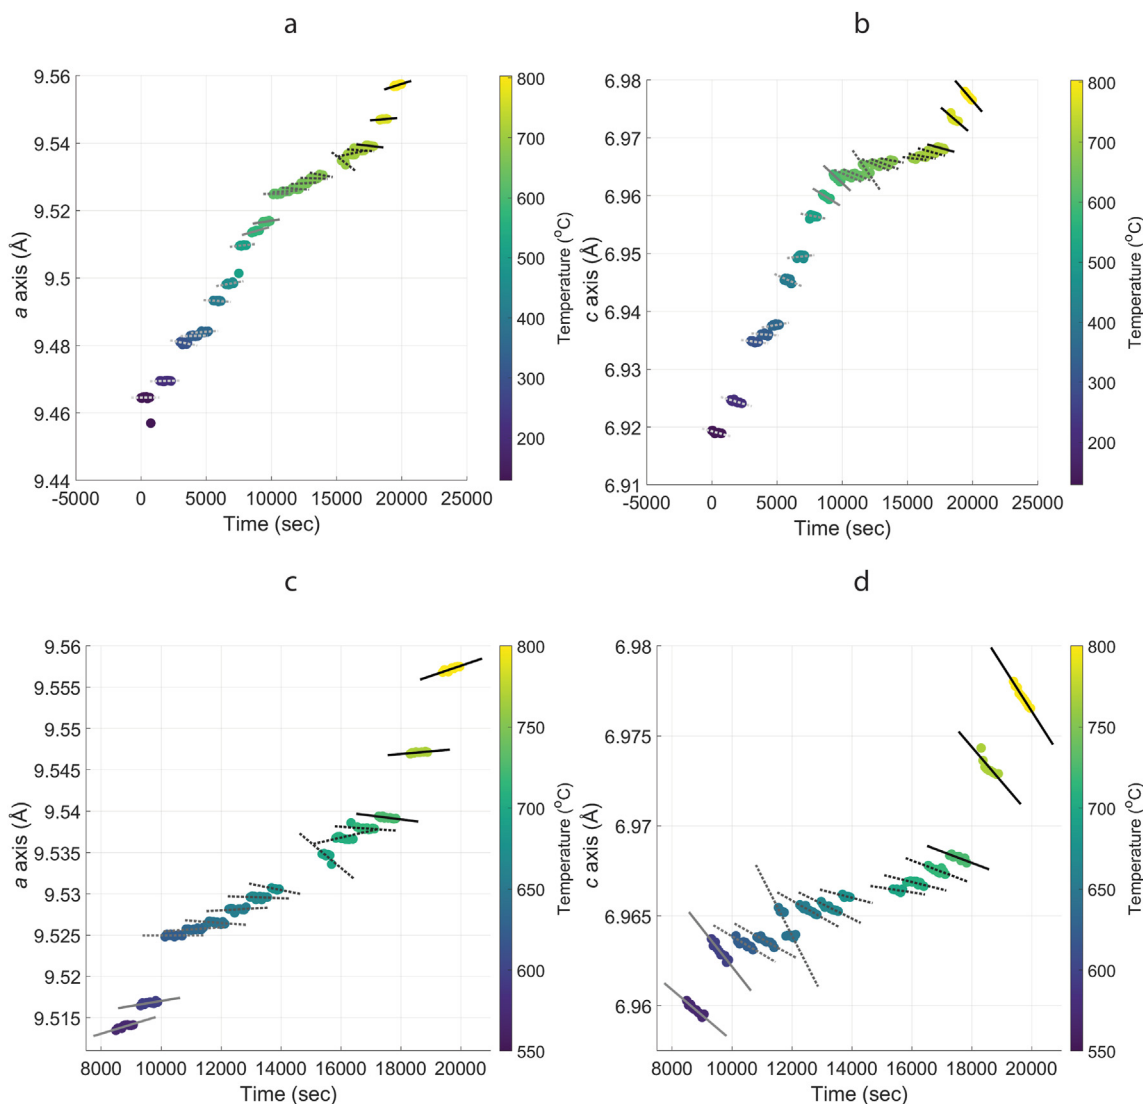 a
9.56
9.54
9.52
9.5
9.48
9.46
9.44
-5000 0 5000 10000 15000 20000 25000
Time (sec)
a axis (Å)
800
700
600
500
400
300
200
Temperature (°C)
b
6.98
6.97
6.96
6.95
6.94
6.93
6.92
6.91
-5000 0 5000 10000 15000 20000 25000
Time (sec)
c axis (Å)
800
700
600
500
400
300
200
Temperature (°C)
c
9.56
9.555
9.55
9.545
9.54
9.535
9.53
9.525
9.52
9.515
8000 10000 12000 14000 16000 18000 20000
Time (sec)
a axis (Å)
800
750
700
650
600
550
Temperature (°C)
d
6.98
6.975
6.97
6.965
6.96
8000 10000 12000 14000 16000 18000 20000
Time (sec)
c axis (Å)
800
750
700
650
600
550
Temperature (°C)